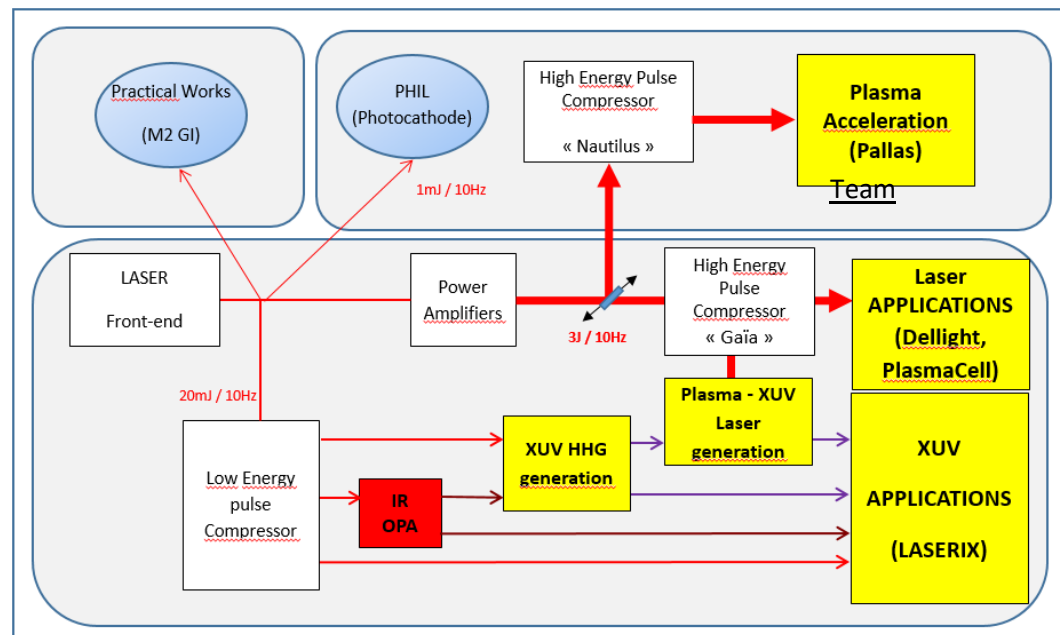 Practical Works
(M2 GI)
PHIL
(Photocathode)
1mJ / 10Hz
High Energy Pulse
Compressor
« Nautilus »
Plasma
Acceleration
(Pallas)
Team
LASER
Front-end
Power
Amplifiers
3J / 10Hz
High Energy
Pulse
Compressor
« Gaïa »
Laser
APPLICATIONS
(Dellight,
PlasmaCell)
20mJ / 10Hz
Low Energy
pulse
Compressor
IR
OPA
XUV HHG
generation
Plasma - XUV
Laser
generation
XUV
APPLICATIONS
(LASERIX)